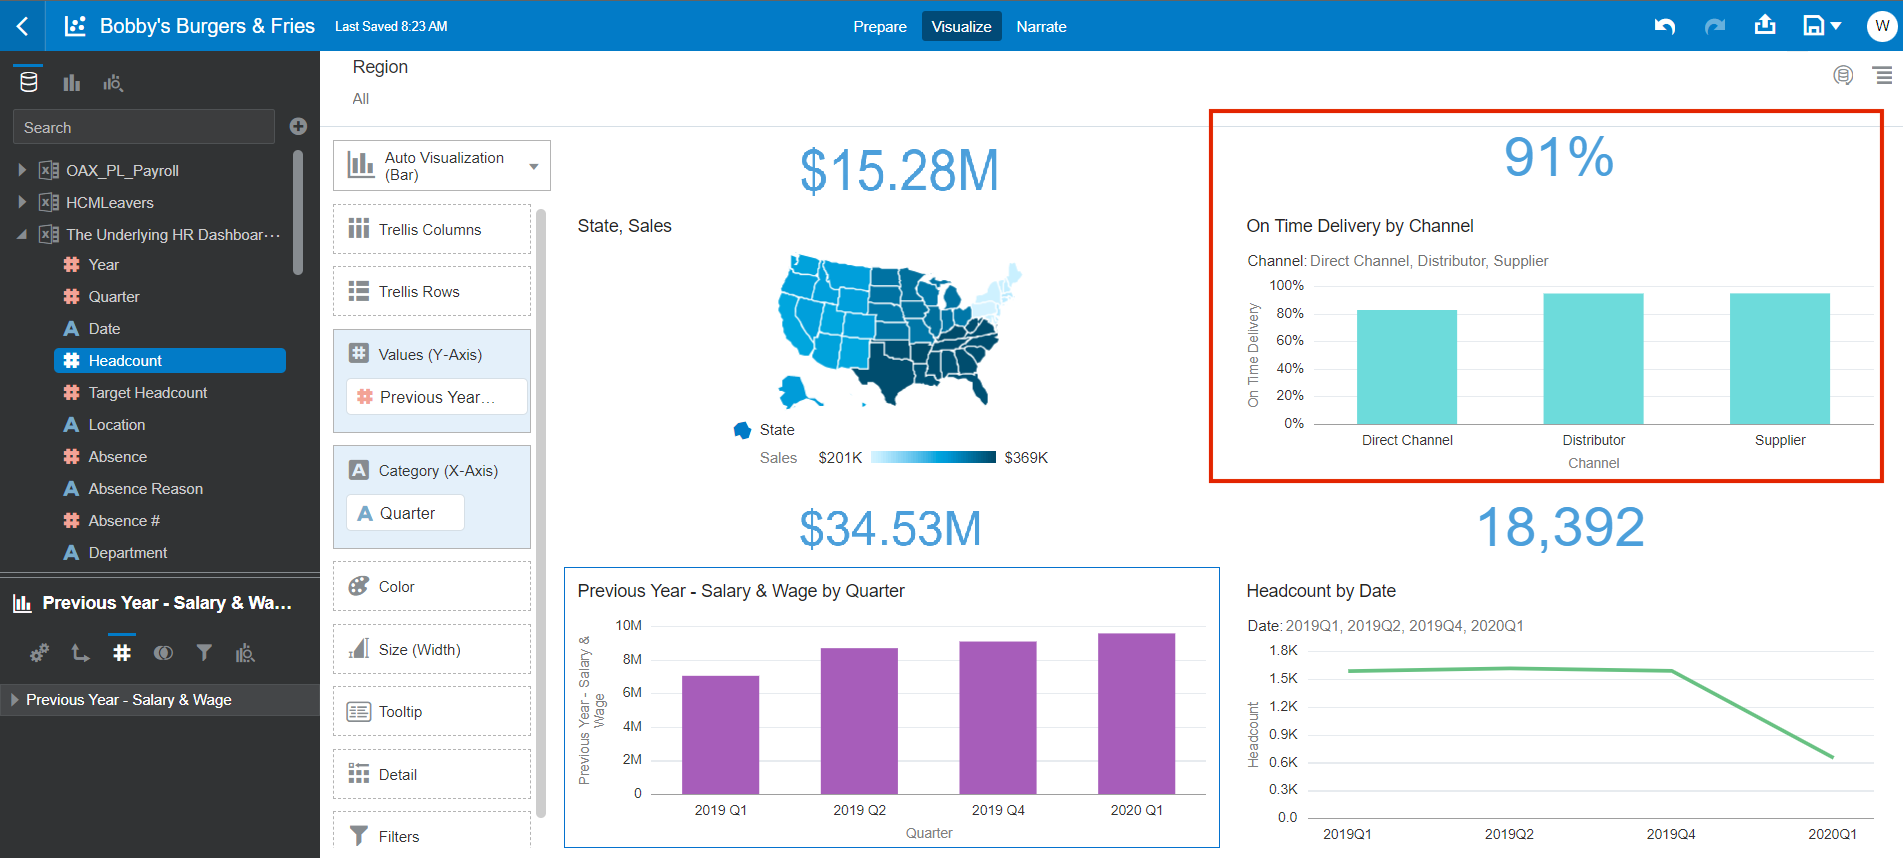 Bobby's Burgers & Fries
Last Saved 8:23 AM
Prepare
Visualize
Narrate
W
Region
All
Search
OAX_PL_Payroll
HCMLeavers
The Underlying HR Dashboar...
Year
Quarter
Date
Headcount
Target Headcount
Location
Absence
Absence Reason
Absence #
Department
Previous Year - Salary & Wa...
Previous Year - Salary & Wage
Auto Visualization
(Bar)
Trellis Columns
Trellis Rows
Values (Y-Axis)
Previous Year...
Category (X-Axis)
A Quarter
Color
Size (Width)
Tooltip
Detail
Filters
$15.28M
State, Sales
State
Sales $201K $369K
91%
On Time Delivery by Channel
Channel: Direct Channel, Distributor, Supplier
On Time Delivery
100%
80%
60%
40%
20%
0%
Direct Channel Distributor Supplier
Channel
$34.53M
Previous Year - Salary & Wage by Quarter
Previous Year - Salary &
Wage
10M
8M
6M
4M
2M
0
2019 Q1 2019 Q2 2019 Q4 2020 Q1
Quarter
18,392
Headcount by Date
Date: 2019Q1, 2019Q2, 2019Q4, 2020Q1
Headcount
1.8K
1.5K
1.2K
0.9K
0.6K
0.3K
0.0
2019Q1 2019Q2 2019Q4 2020Q1